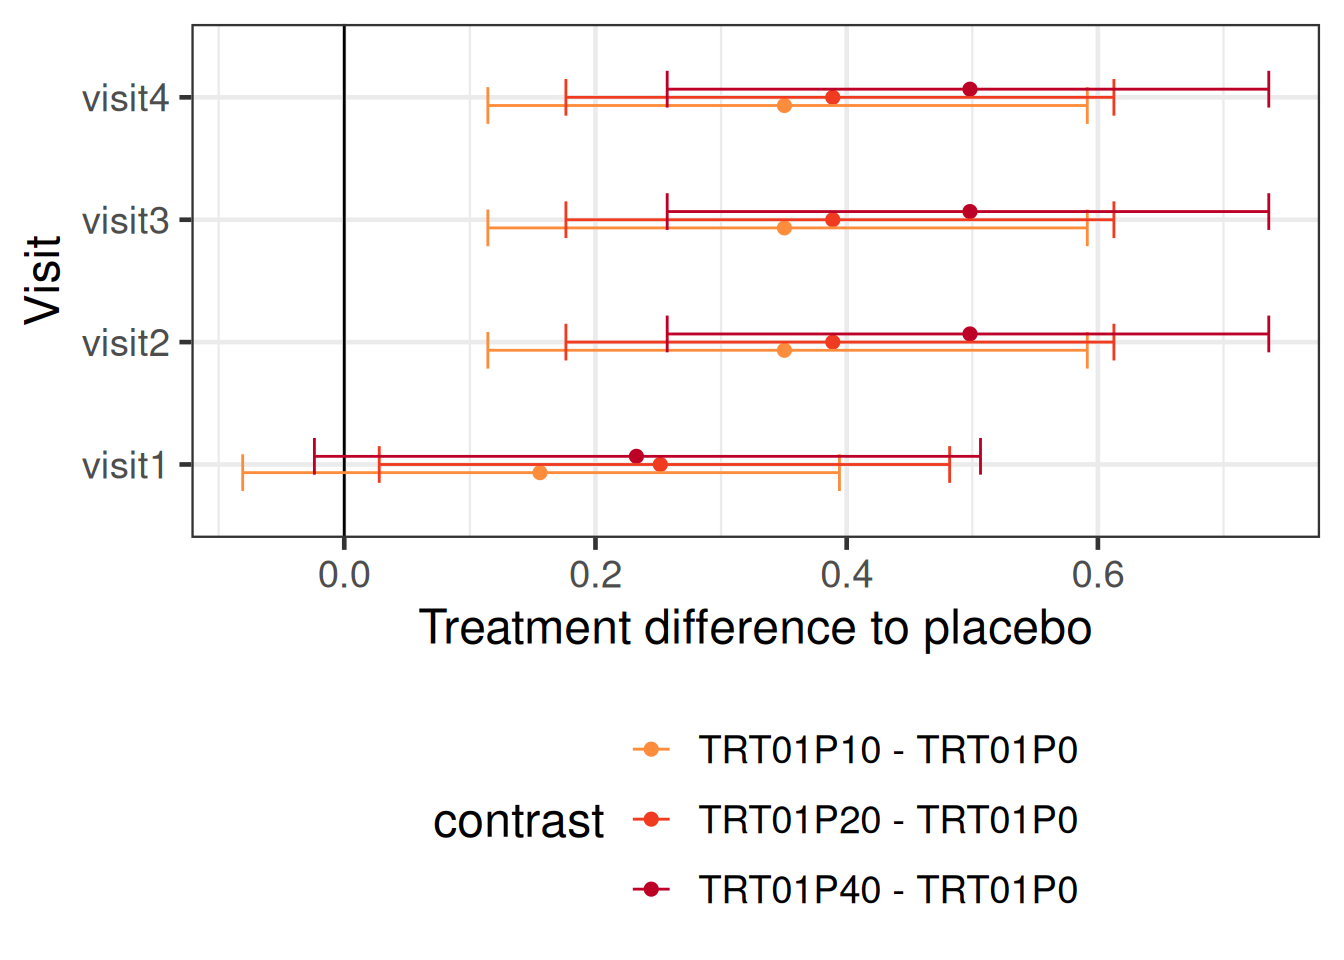 visit4
visit3
visit2
visit1
Visit
0.0 0.2 0.4 0.6
Treatment difference to placebo
contrast
TRT01P10 - TRT01P0
TRT01P20 - TRT01P0
TRT01P40 - TRT01P0